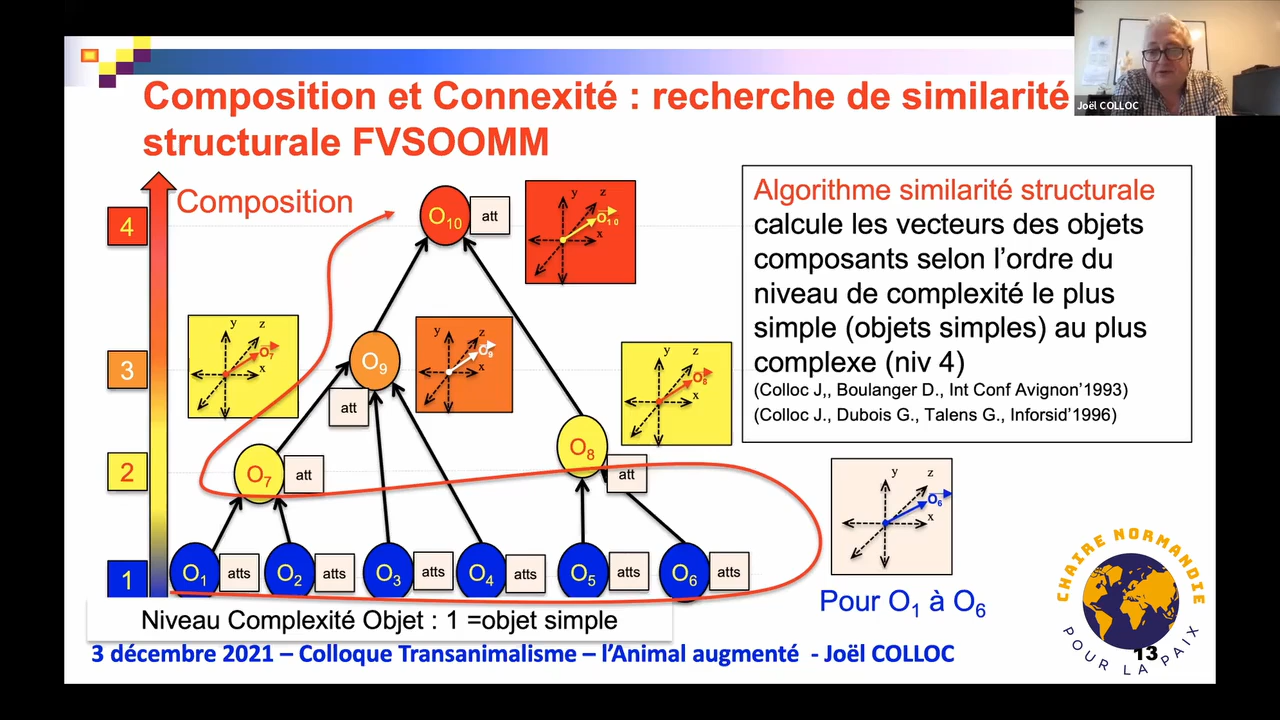 Joël COLLOC
Composition et Connexité : recherche de similarité
structurale FVSOOMM
Composition
4
O10
att
y
z
x
O10
Algorithme similarité structurale
calcule les vecteurs des objets
composants selon l’ordre du
niveau de complexité le plus
simple (objets simples) au plus
complexe (niv 4)
(Colloc J,, Boulanger D., Int Conf Avignon’1993)
(Colloc J., Dubois G., Talens G., Inforsid’1996)
3
y
z
x
O7
O9
att
y
z
x
O9
y
z
x
O8
2
O7
att
O8
att
y
z
x
O6
Pour O1 à O6
1
O1
atts
O2
atts
O3
atts
O4
atts
O5
atts
O6
atts
Niveau Complexité Objet : 1 =objet simple
CHAIRE NORMANDIE
POUR LA PAIX
3 décembre 2021 – Colloque Transanimalisme – l’Animal augmenté - Joël COLLOC
13